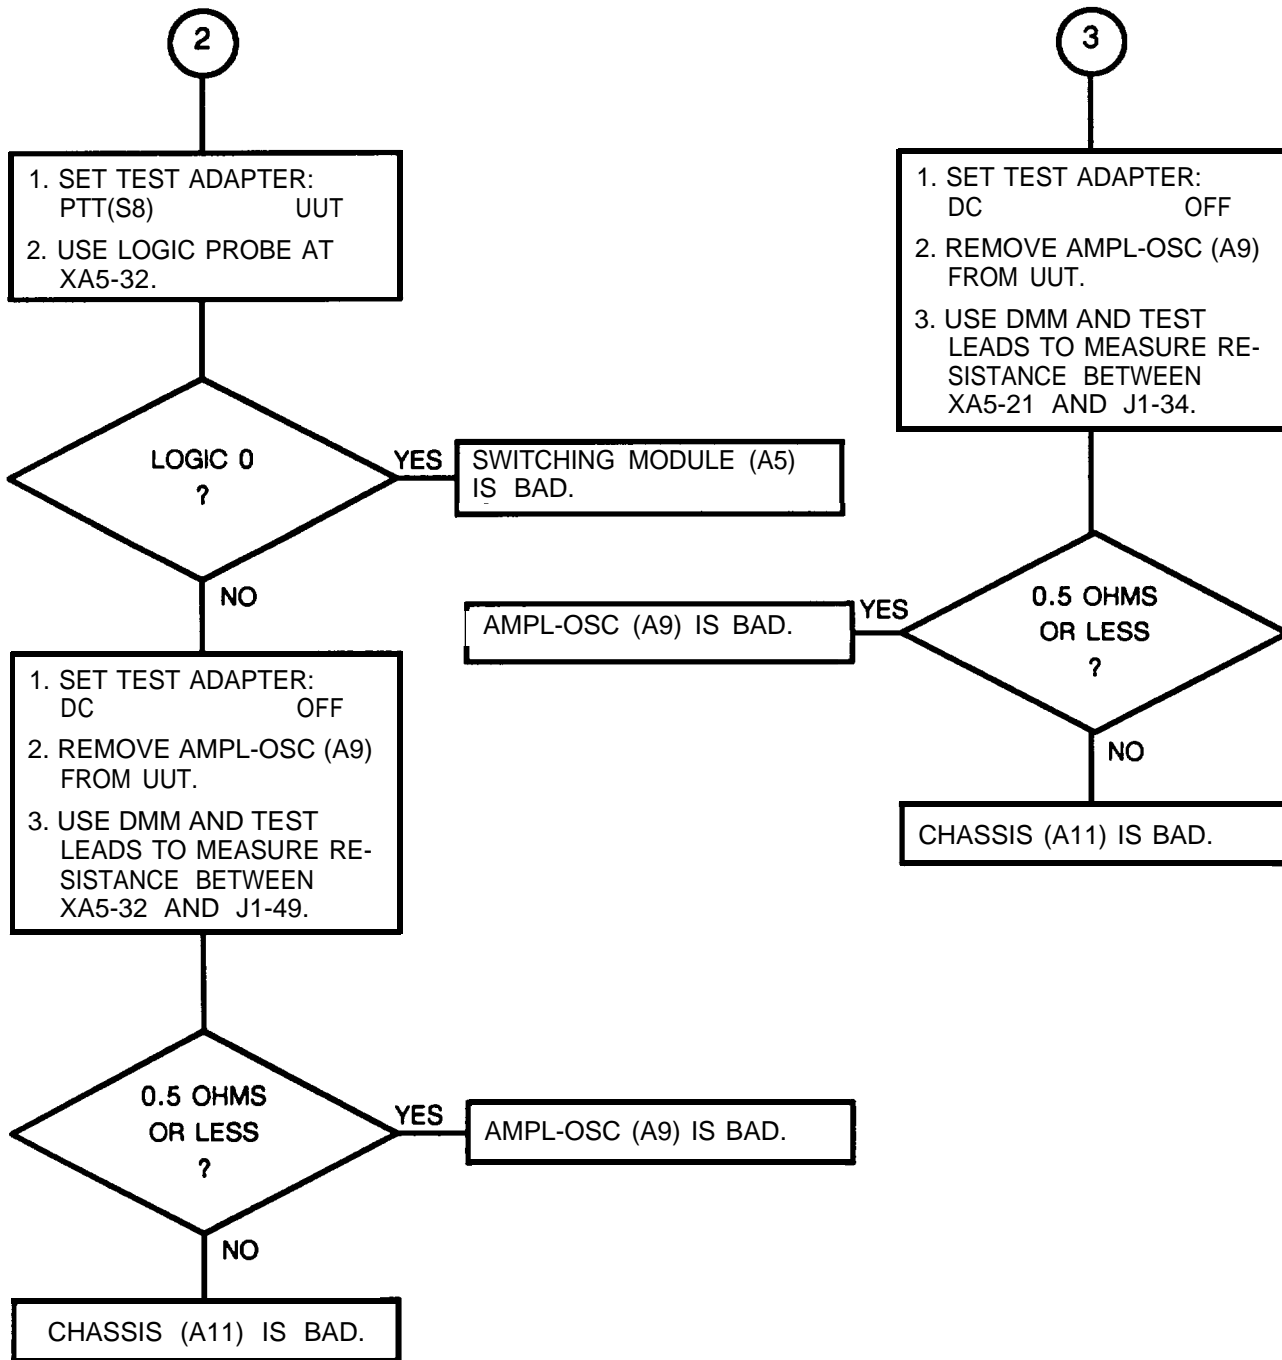 2
1. SET TEST ADAPTER:
PTT(S8) UUT
2. USE LOGIC PROBE AT
XA5-32.
LOGIC 0
?
YES
SWITCHING MODULE (A5)
IS BAD.
NO
1. SET TEST ADAPTER:
DC OFF
2. REMOVE AMPL-OSC (A9)
FROM UUT.
3. USE DMM AND TEST
LEADS TO MEASURE RE-
SISTANCE BETWEEN
XA5-32 AND J1-49.
0.5 OHMS
OR LESS
?
YES
AMPL-OSC (A9) IS BAD.
NO
CHASSIS (A11) IS BAD.
3
1. SET TEST ADAPTER:
DC OFF
2. REMOVE AMPL-OSC (A9)
FROM UUT.
3. USE DMM AND TEST
LEADS TO MEASURE RE-
SISTANCE BETWEEN
XA5-21 AND J1-34.
0.5 OHMS
OR LESS
?
YES
AMPL-OSC (A9) IS BAD.
NO
CHASSIS (A11) IS BAD.